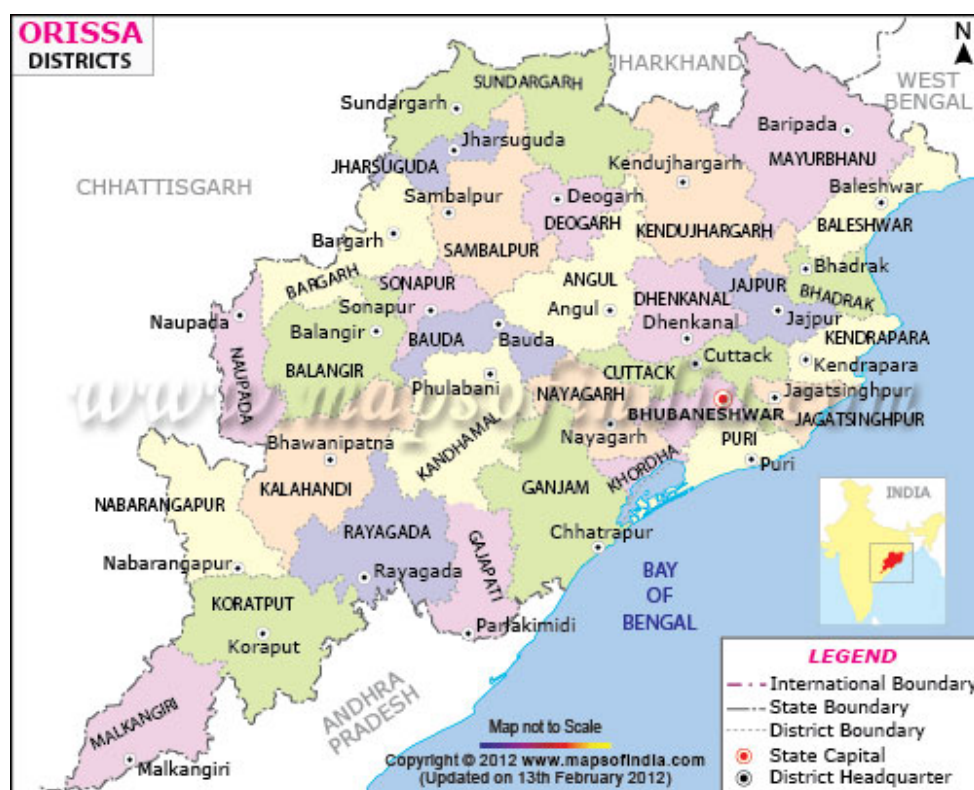 ORISSA
DISTRICTS
N
JHARKHAND
WEST
BENGAL
SUNDARGARH
Sundargarh
Baripada
Jharsuguda
Kendujhargarh
MAYURBHANJ
JHARSUGUDA
CHHATTISGARH
Sambalpur
Deogarh
Baleshwar
DEOGARH
KENDUJHARGARH
BALESHWAR
Bargarh
SAMBALPUR
Bhadrak
BARGARH
SONAPUR
ANGUL
JAJPUR
BHADRAK
DHENKANAL
Naupada
Sonapur
Angul
Jajpur
Balangir
Dhenkanal
KENDRAPARA
BAUDA
Bauda
NAUPADA
BALANGIR
CUTTACK
Cuttack
Kendrapara
Phulabani
NAYAGARH
Jagatsinghpur
www.mapsofindia.com
BHUBANESHWAR
JAGATSINGHPUR
Bhawanipatna
KANDHAMAL
Nayagarh
PURI
Puri
KHORDHA
KALAHANDI
GANJAM
NABARANGAPUR
INDIA
RAYAGADA
GAJAPATI
Chhatrapur
Nabarangapur
Rayagada
BAY
OF
BENGAL
KORATPUT
Koraput
Parlakimidi
MALKANGIRI
ANDHRA
PRADESH
Malkangiri
LEGEND
International Boundary
State Boundary
District Boundary
State Capital
District Headquarter
Map not to Scale
Copyright © 2012 www.mapsofindia.com
(Updated on 13th February 2012)